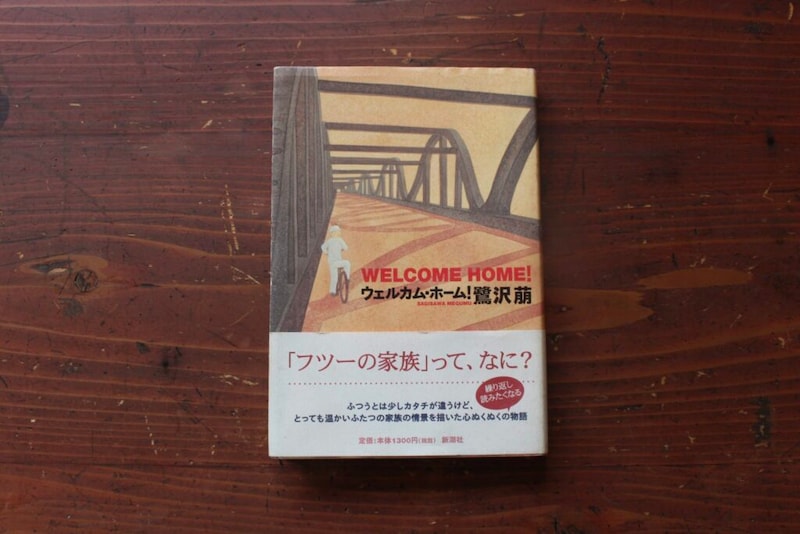 WELCOME HOME!
ウェルカム・ホーム!鷺沢萠
SAGISAWA MEGUMU
「フツーの家族」って、なに?
繰り返し
読みたくなる
ふつうとは少しカタチが違うけど、
とっても温かいふたつの家族の情景を描いた心ぬくぬくの物語
定価:本体1300円(税別) 新潮社